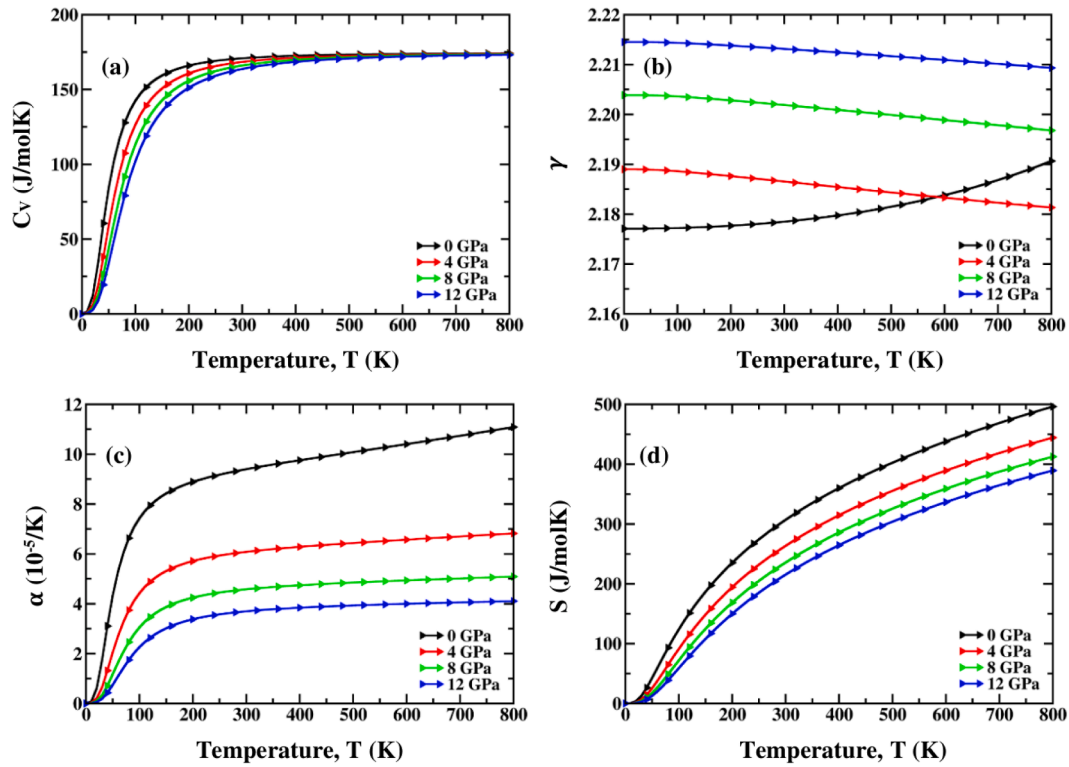 200
150
100
50
0
0 100 200 300 400 500 600 700 800
(a)
Cv (J/molK)
Temperature, T (K)
0 GPa
4 GPa
8 GPa
12 GPa
2.22
2.21
2.20
2.19
2.18
2.17
2.16
0 100 200 300 400 500 600 700 800
(b)
γ
Temperature, T (K)
0 GPa
4 GPa
8 GPa
12 GPa
12
10
8
6
4
2
0
0 100 200 300 400 500 600 700 800
(c)
α (10⁻⁵/K)
Temperature, T (K)
0 GPa
4 GPa
8 GPa
12 GPa
500
400
300
200
100
0
0 100 200 300 400 500 600 700 800
(d)
S (J/molK)
Temperature, T (K)
0 GPa
4 GPa
8 GPa
12 GPa